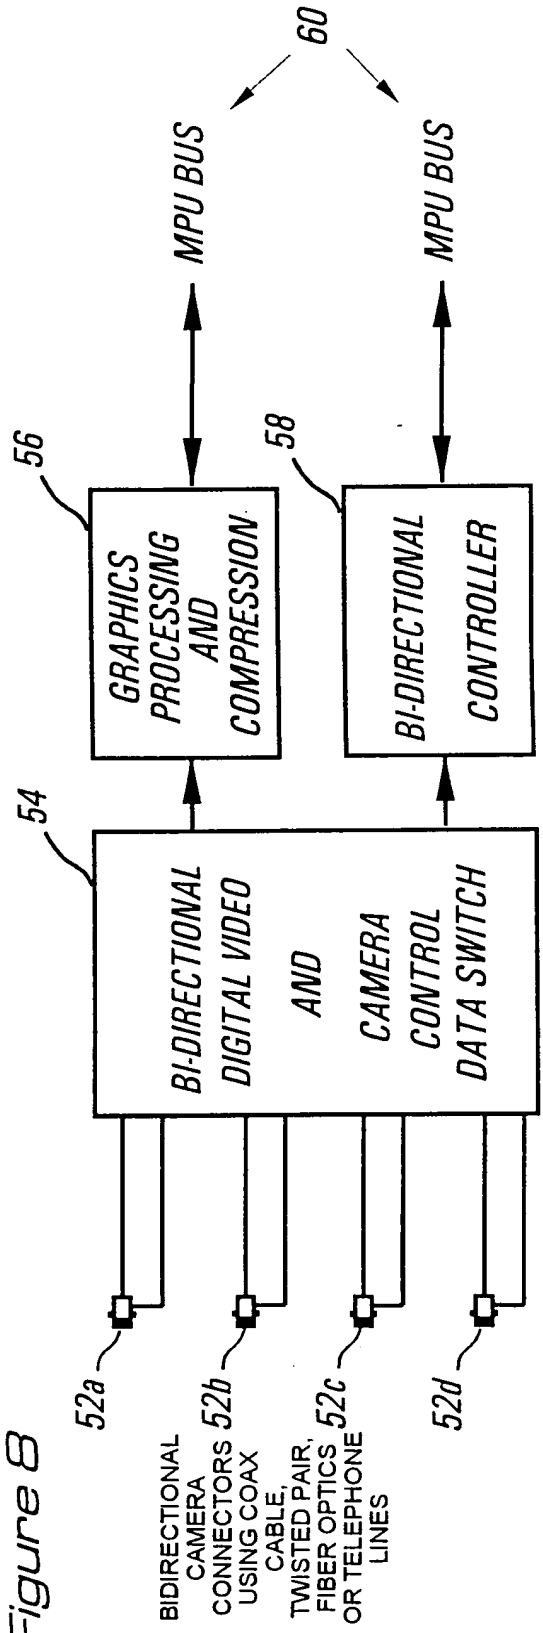 Figure 8
BIDIRECTIONAL
CAMERA
CONNECTORS
USING COAX
CABLE,
TWISTED PAIR,
FIBER OPTICS
OR TELEPHONE
LINES
52a
52b
52c
52d
54
BI-DIRECTIONAL
DIGITAL VIDEO
AND
CAMERA
CONTROL
DATA SWITCH
56
GRAPHICS
PROCESSING
AND
COMPRESSION
58
BI-DIRECTIONAL
CONTROLLER
MPU BUS
MPU BUS
60